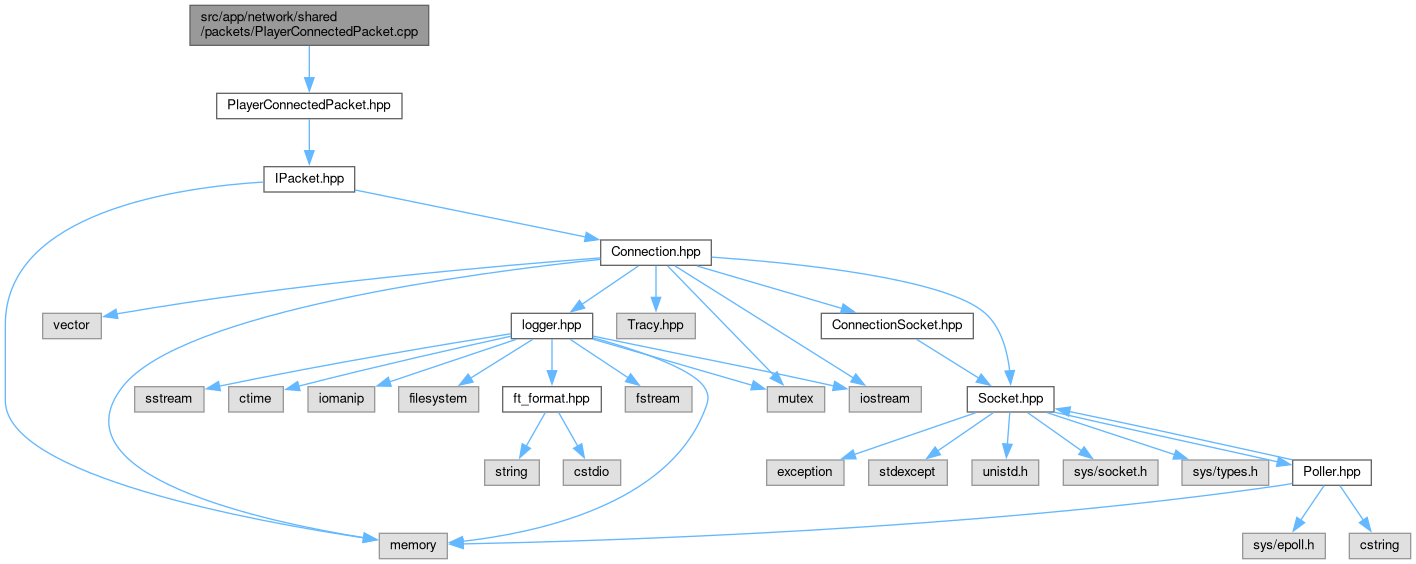 src/app/network/shared
/packets/PlayerConnectedPacket.cpp
PlayerConnectedPacket.hpp
IPacket.hpp
Connection.hpp
vector
logger.hpp
Tracy.hpp
ConnectionSocket.hpp
sstream
ctime
iomanip
filesystem
ft_format.hpp
fstream
mutex
iostream
Socket.hpp
string
cstdio
exception
stdexcept
unistd.h
sys/socket.h
sys/types.h
Poller.hpp
memory
sys/epoll.h
cstring